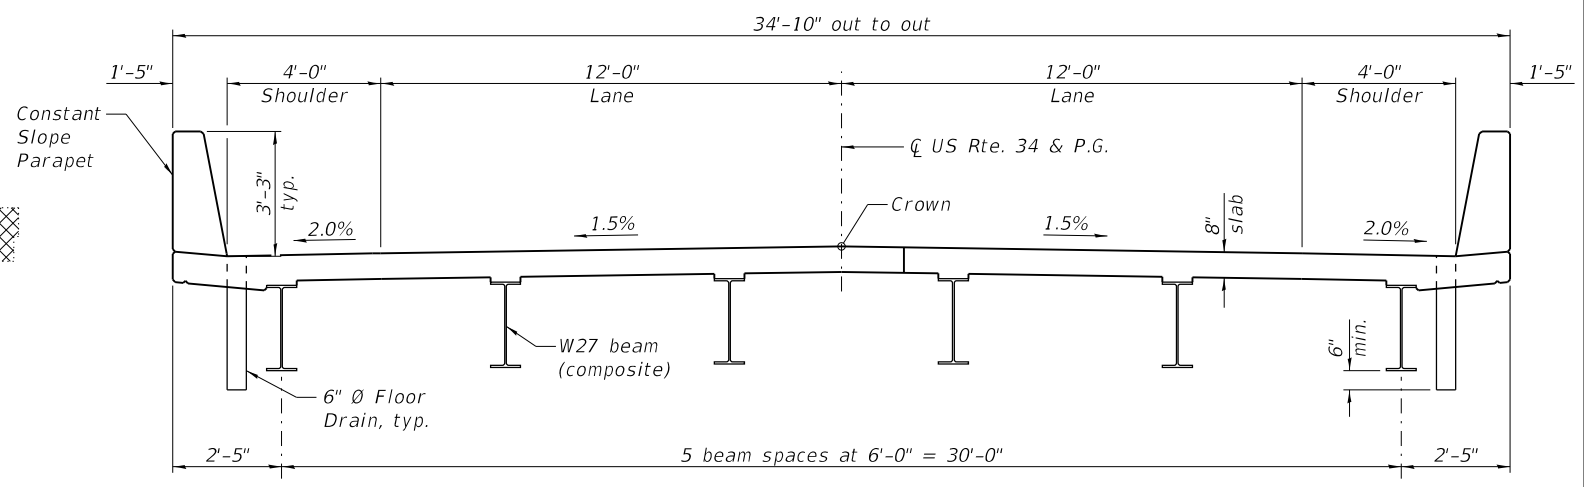 34'-10" out to out
1'-5"
4'-0"
Shoulder
12'-0"
Lane
12'-0"
Lane
4'-0"
Shoulder
1'-5"
Constant
Slope
Parapet
3'-3"
typ.
℄ US Rte. 34 & P.G.
Crown
2.0%
1.5%
1.5%
8"
slab
2.0%
W27 beam
(composite)
6" Ø Floor
Drain, typ.
6"
min.
2'-5"
5 beam spaces at 6'-0" = 30'-0"
2'-5"